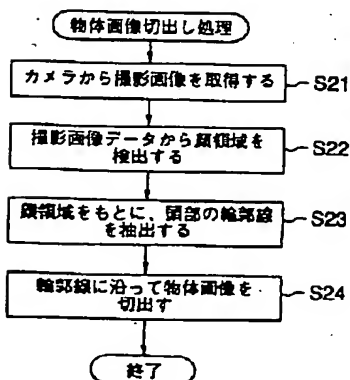 物体画像切出し処理
カメラから撮影画像を取得する
S21
撮影画像データから顔領域を
検出する
S22
顔領域をもとに、頭部の輪郭線
を抽出する
S23
輪郭線に沿って物体画像を
切出す
S24
終了